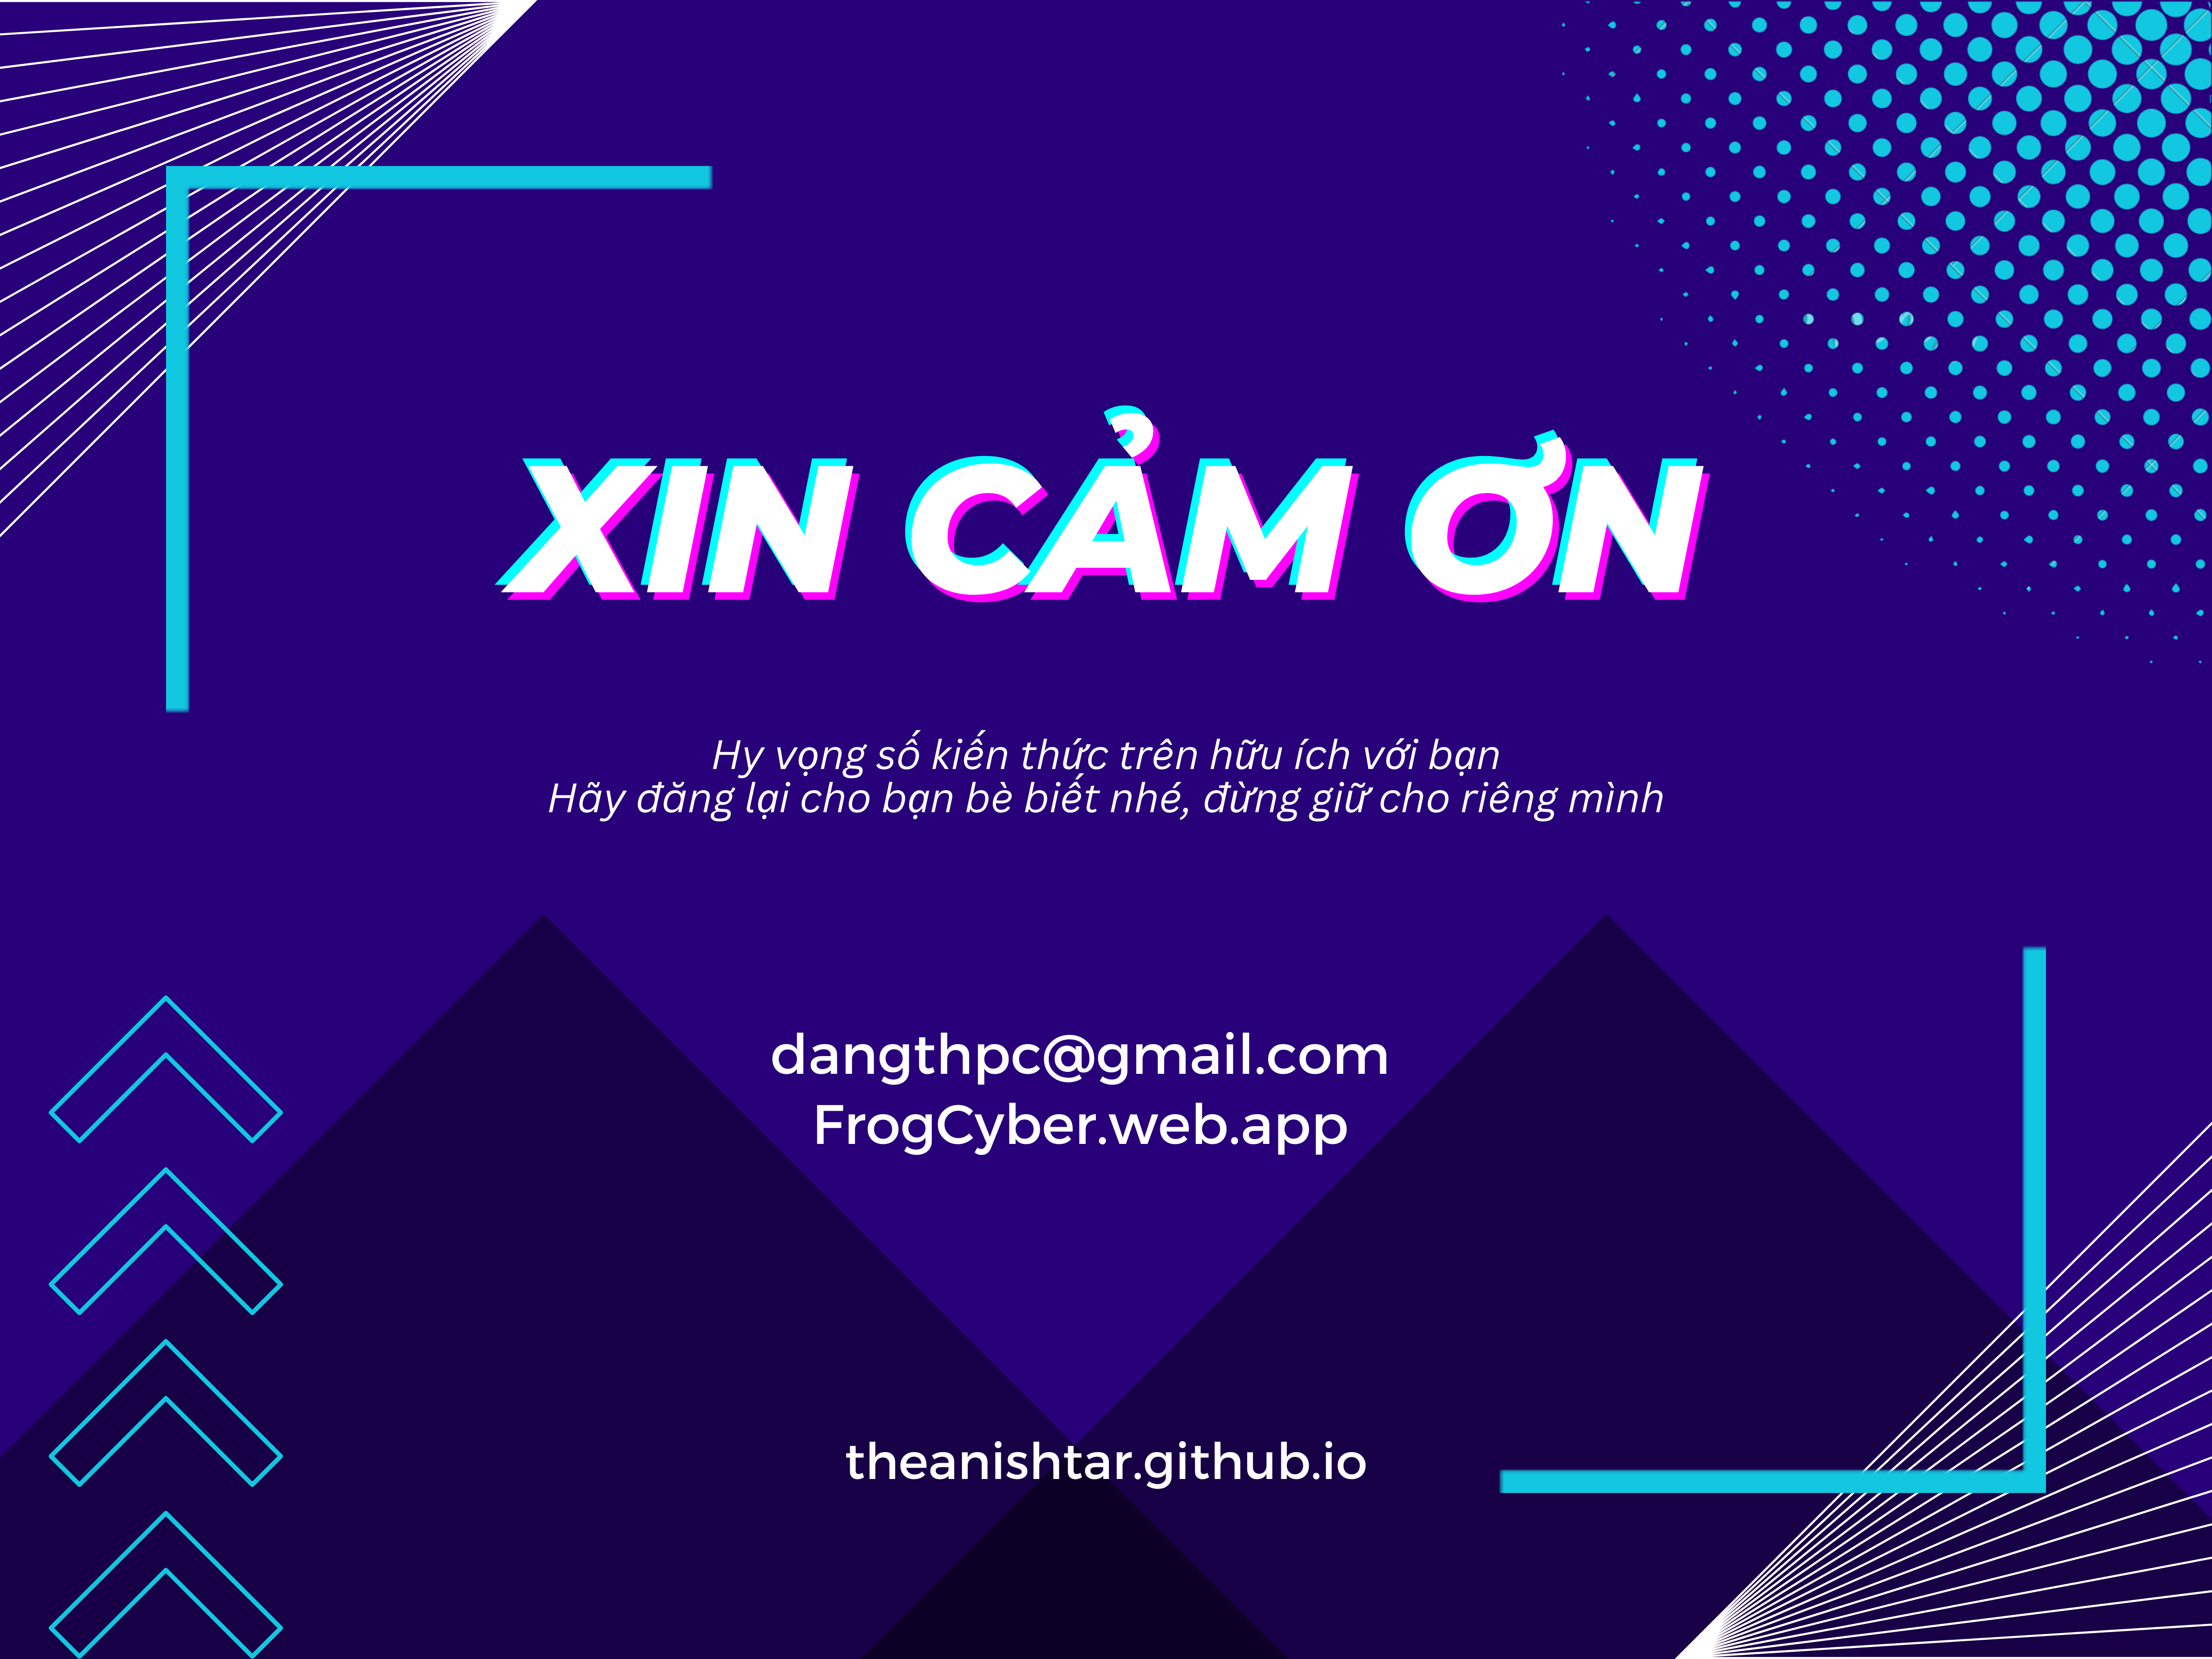 XIN CẢM ƠN
Hy vọng số kiến thức trên hữu ích với bạn
Hãy đăng lại cho bạn bè biết nhé, đừng giữ cho riêng mình
dangthpc@gmail.com
FrogCyber.web.app
theanishtar.github.io